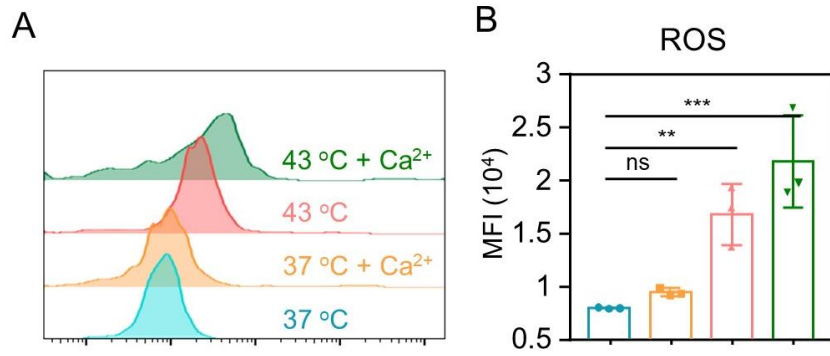 A
43 °C + Ca²⁺
43 °C
37 °C + Ca²⁺
37 °C
B
ROS
MFI (10⁴)
3
2.5
2
1.5
1
0.5
***
**
ns